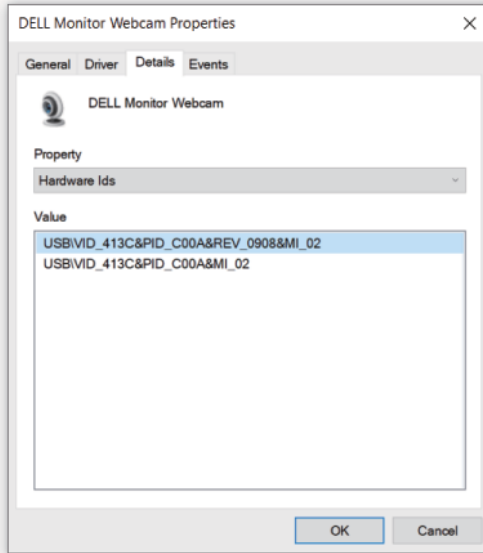 DELL Monitor Webcam Properties
General Driver Details Events
DELL Monitor Webcam
Property
Hardware Ids
Value
USB\VID_413C&PID_C00A&REV_0908&MI_02
USB\VID_413C&PID_C00A&MI_02
OK Cancel